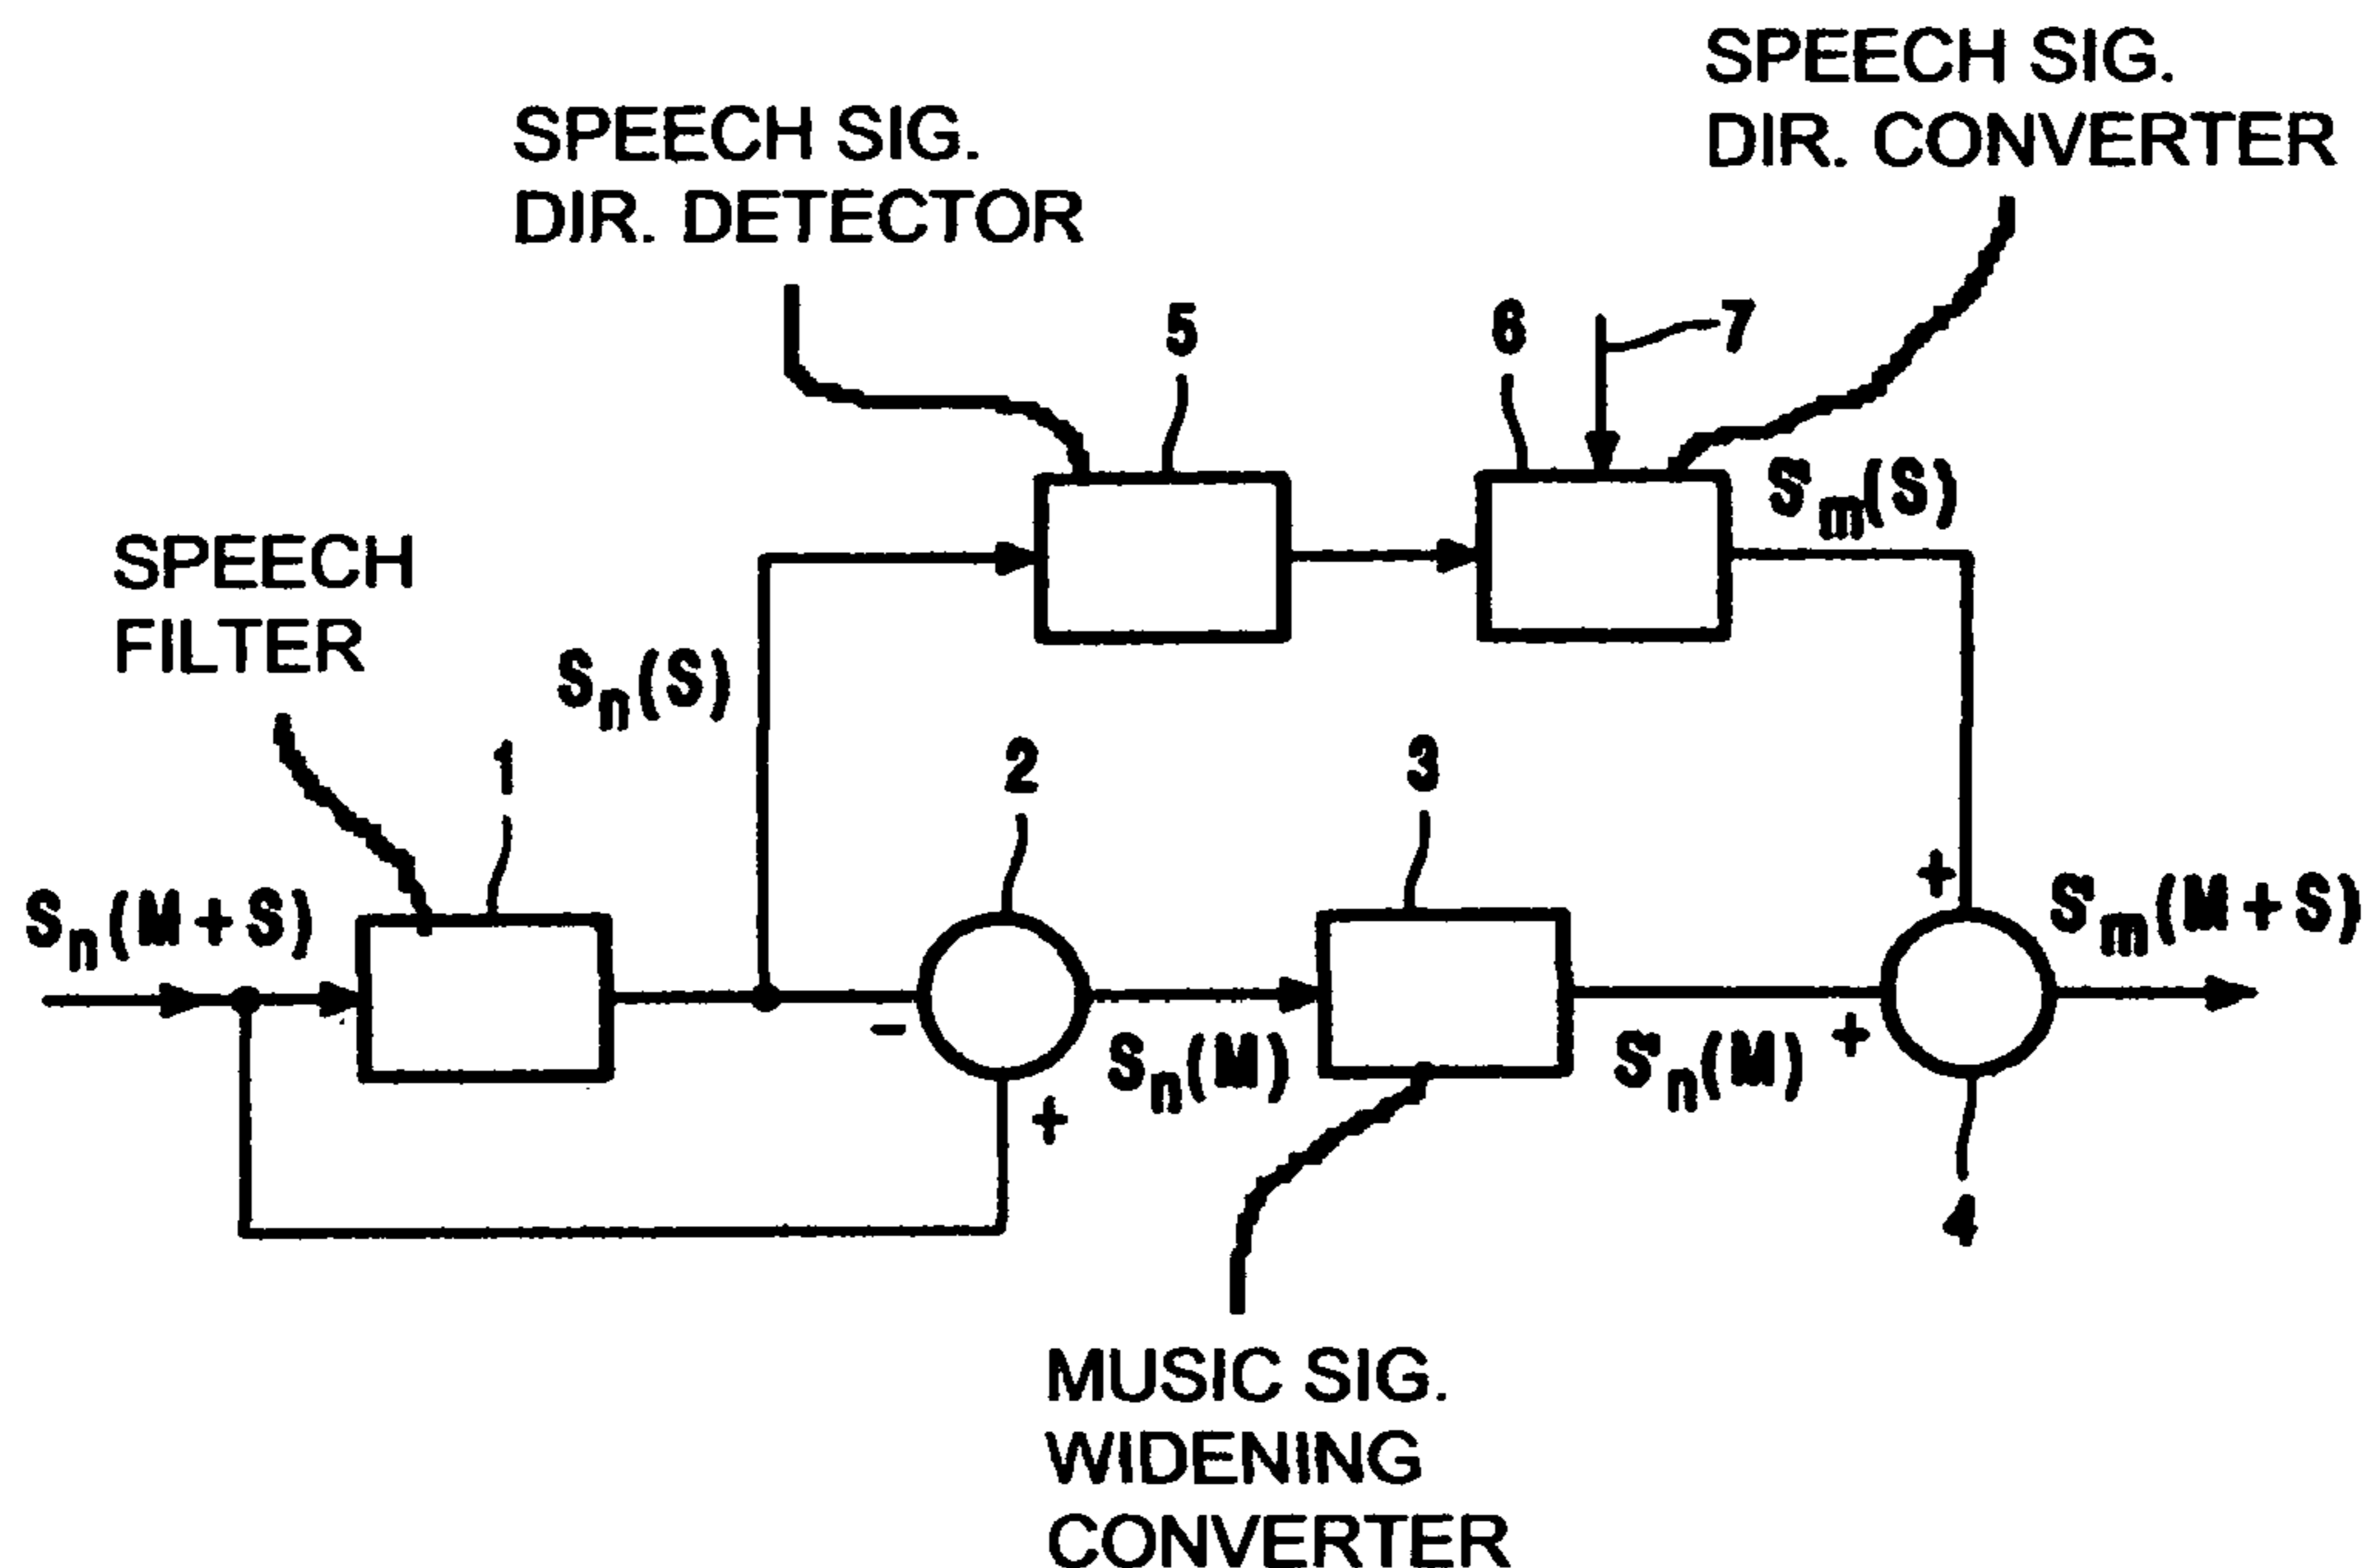 SPEECH SIG.
DIR. CONVERTER
SPEECH SIG.
DIR. DETECTOR
5
6
7
S'm(S)
SPEECH
FILTER
Sn(S)
1
2
3
Sn(M+S)
+
S'm(M+S)
-
Sn(M)
S'n(M)
+
+
4
MUSIC SIG.
WIDENING
CONVERTER